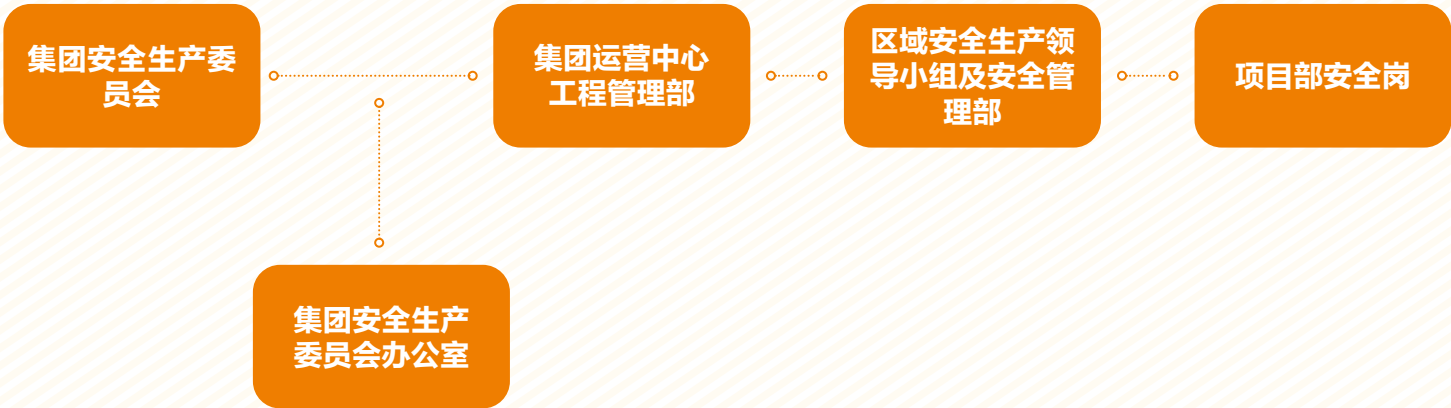 集团安全生产委
员会
集团运营中心
工程管理部
区域安全生产领
导小组及安全管
理部
项目部安全岗
集团安全生产
委员会办公室